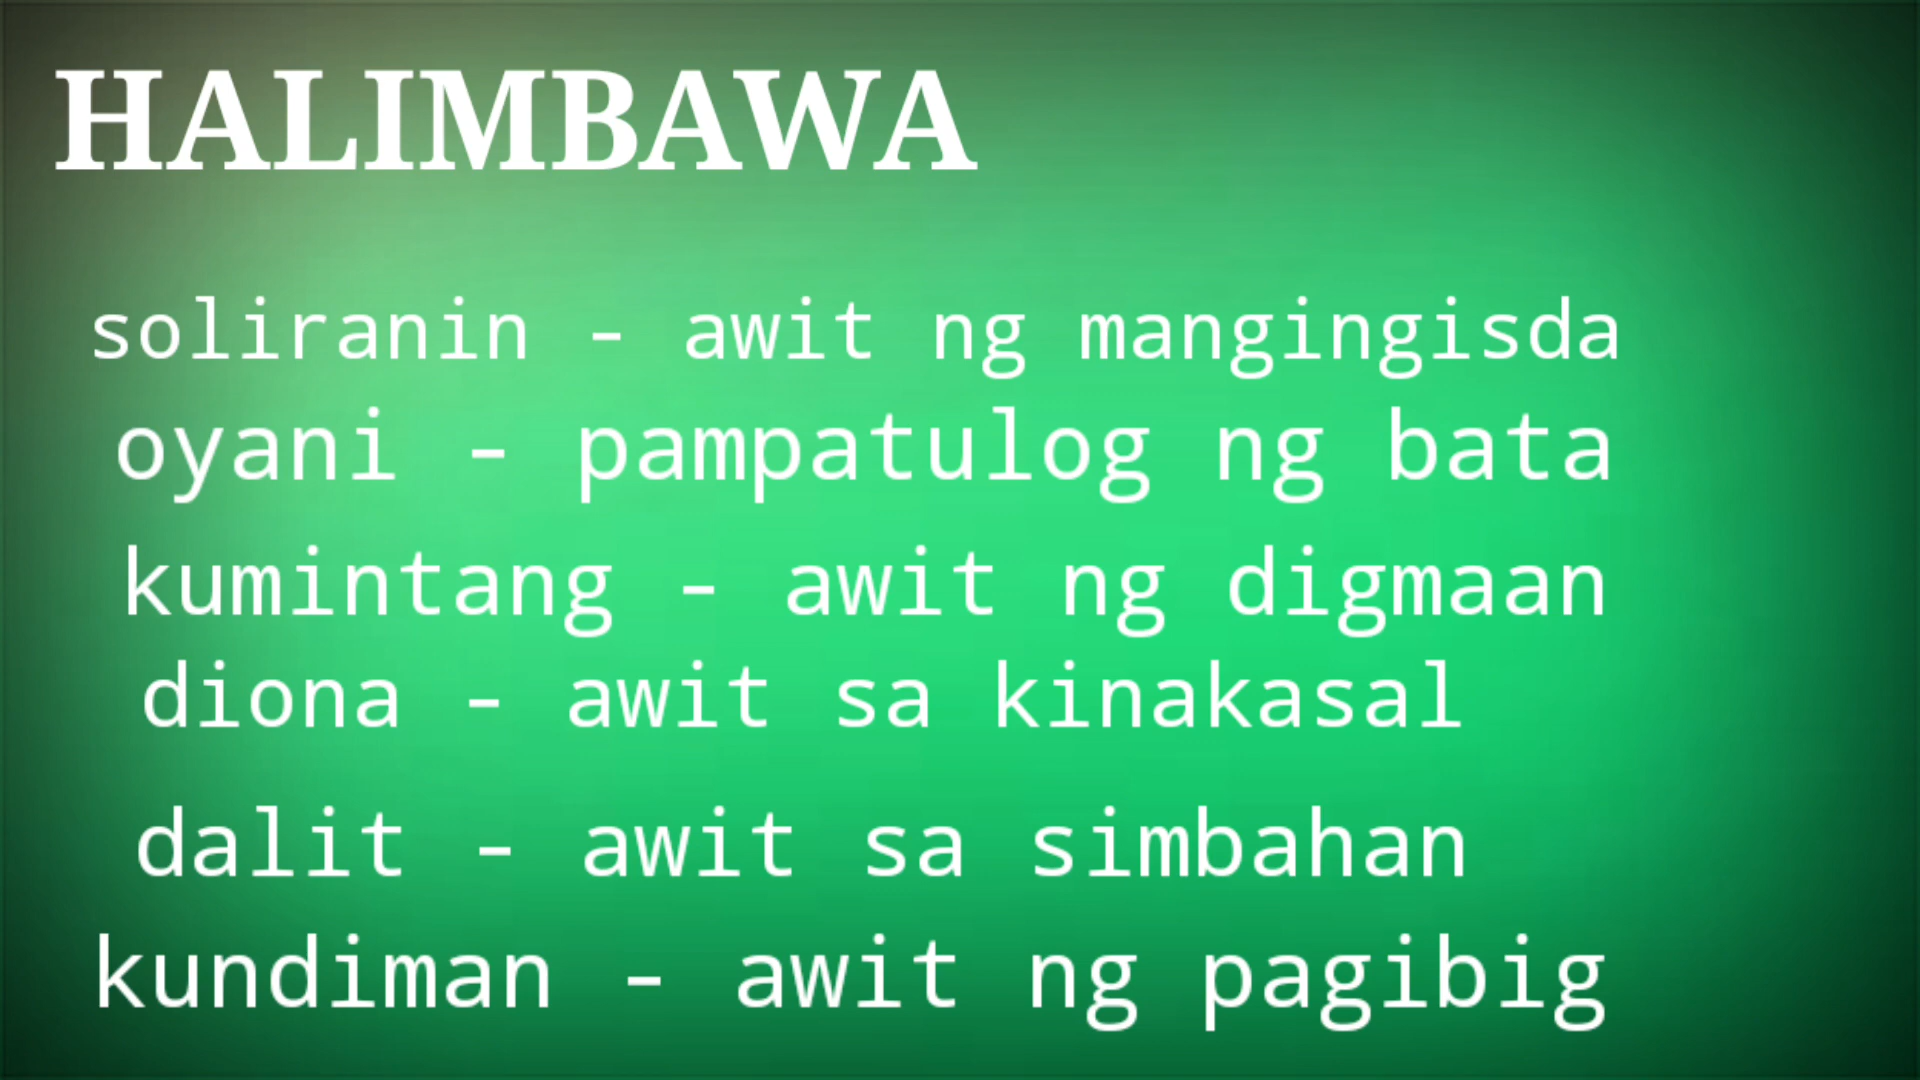 HALIMBAWA
soliranin - awit ng mangingisda
oyani - pampatulog ng bata
kumintang - awit ng digmaan
diona - awit sa kinakasal
dalit - awit sa simbahan
kundiman - awit ng pagibig